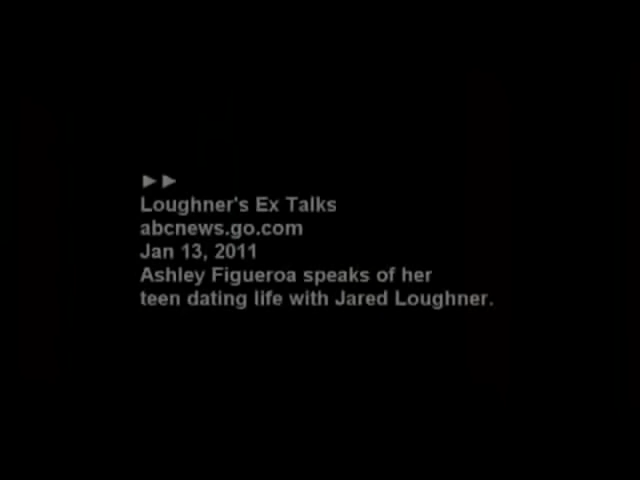 ►►
Loughner's Ex Talks
abcnews.go.com
Jan 13, 2011
Ashley Figueroa speaks of her
teen dating life with Jared Loughner.